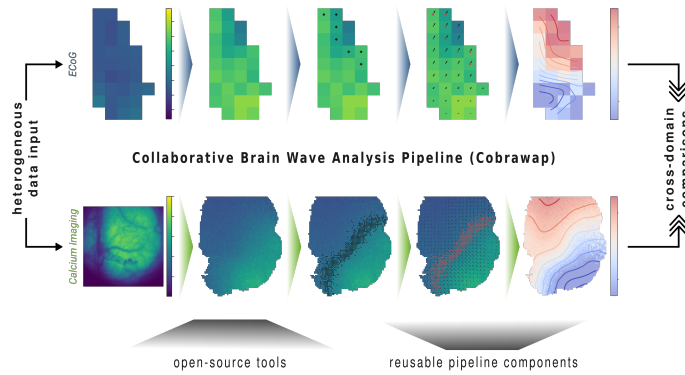 ECoG
heterogeneous
data input
Collaborative Brain Wave Analysis Pipeline (Cobrawap)
cross-domain
comparisons
Calcium Imaging
open-source tools
reusable pipeline components